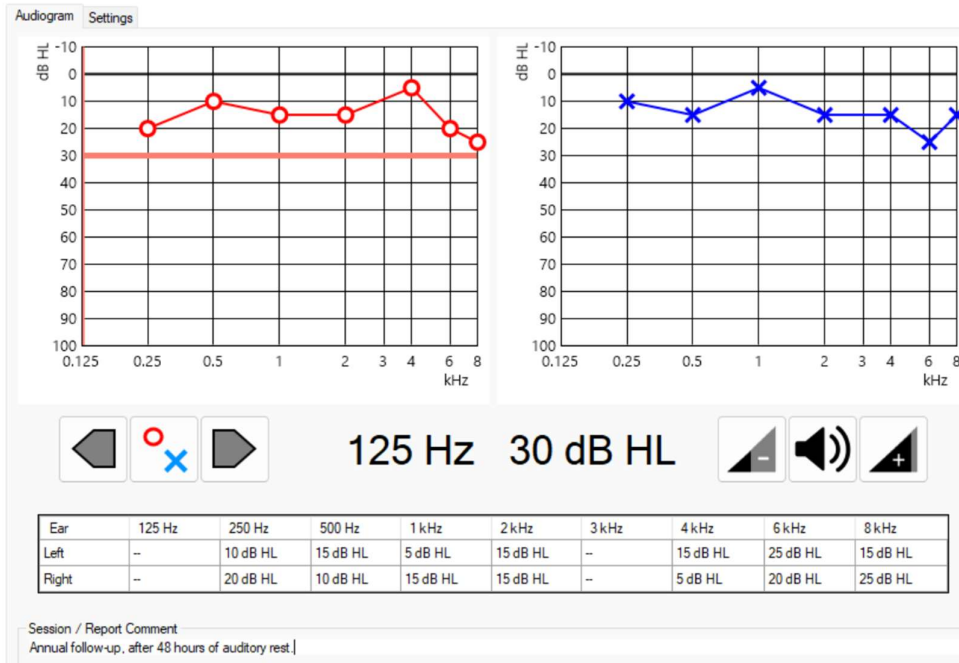 Audiogram Settings
dB HL
-10
0
10
20
30
40
50
60
70
80
90
100
0.125 0.25 0.5 1 2 3 4 6 8
kHz
dB HL
-10
0
10
20
30
40
50
60
70
80
90
100
0.125 0.25 0.5 1 2 3 4 6 8
kHz
125 Hz 30 dB HL
Ear 125 Hz 250 Hz 500 Hz 1 kHz 2 kHz 3 kHz 4 kHz 6 kHz 8 kHz
Left -- 10 dB HL 15 dB HL 5 dB HL 15 dB HL -- 15 dB HL 25 dB HL 15 dB HL
Right -- 20 dB HL 10 dB HL 15 dB HL 15 dB HL -- 5 dB HL 20 dB HL 25 dB HL
Session / Report Comment
Annual follow-up, after 48 hours of auditory rest.